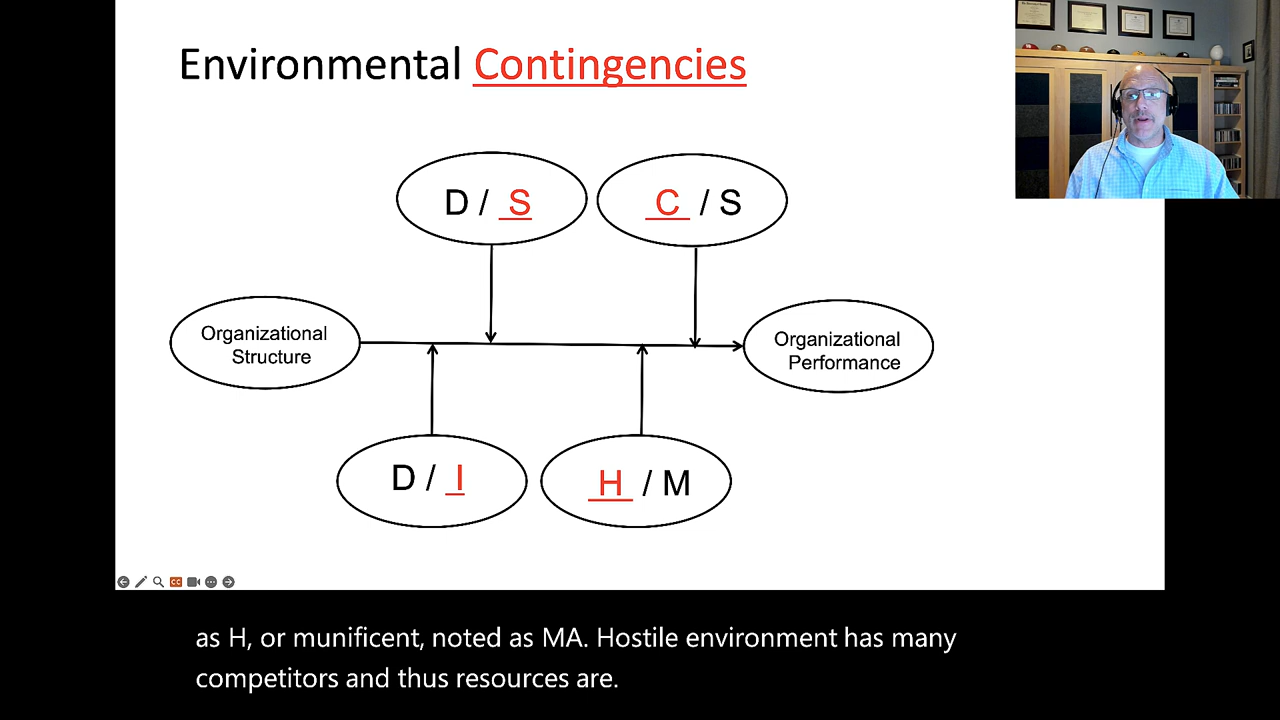 Environmental Contingencies
D / S
C / S
Organizational
Structure
Organizational
Performance
D / I
H / M
CC
as H, or munificent, noted as MA. Hostile environment has many
competitors and thus resources are.